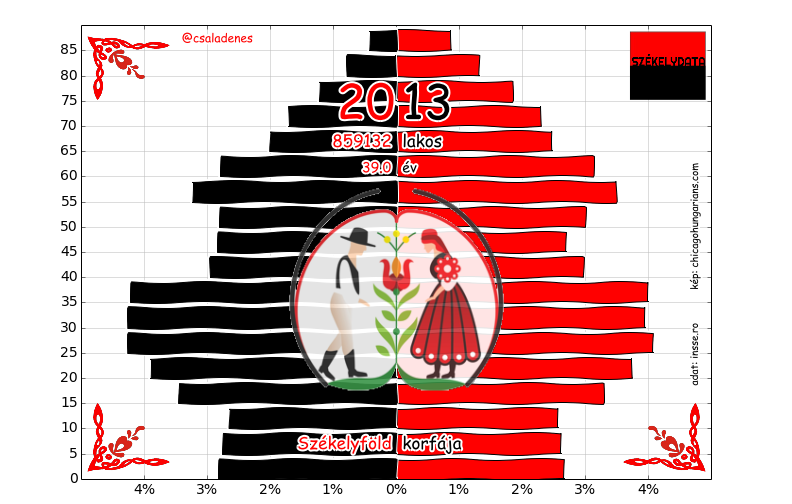 @csaladenes
SZÉKELYDATA
2013
859132 lakos
39.0 év
kép: chicagohungarians.com
adat: insse.ro
Székelyföld korfája
85
80
75
70
65
60
55
50
45
40
35
30
25
20
15
10
5
0
4% 3% 2% 1% 0% 1% 2% 3% 4%